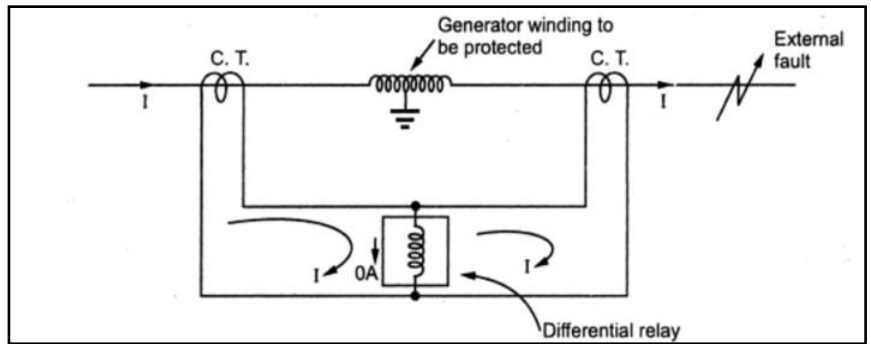 Generator winding to
be protected
C. T.
C. T.
External
fault
I
I
I
0A
I
Differential relay